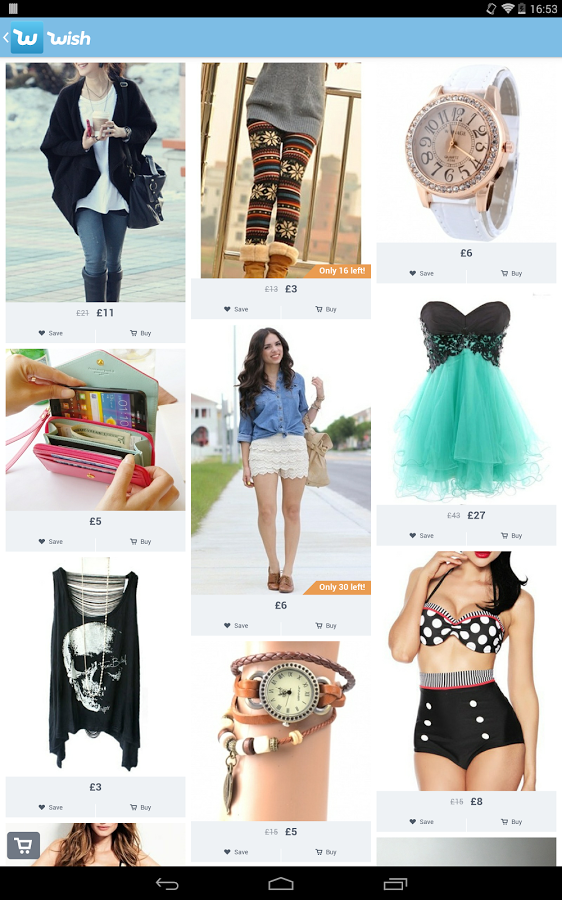 16:53
wish
£21 £11
Save Buy
Only 16 left!
£13 £3
Save Buy
£6
Save Buy
01:10
£5
Save Buy
Only 30 left!
£6
Save Buy
£43 £27
Save Buy
£3
Save Buy
£15 £5
Save Buy
£15 £8
Save Buy